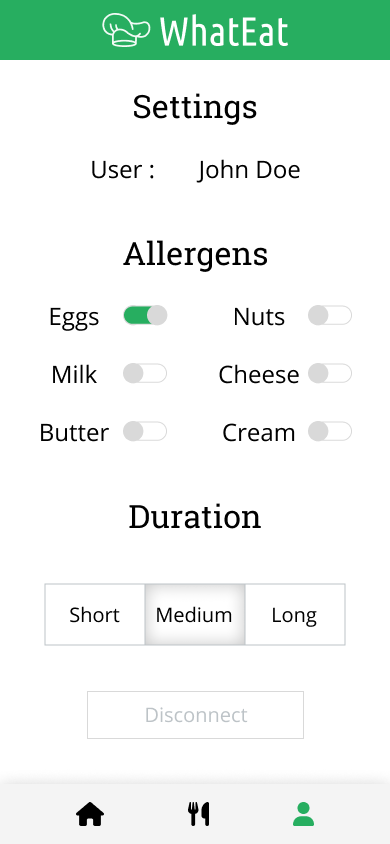 WhatEat
Settings
User : John Doe
Allergens
Eggs Nuts
Milk Cheese
Butter Cream
Duration
Short Medium Long
Disconnect